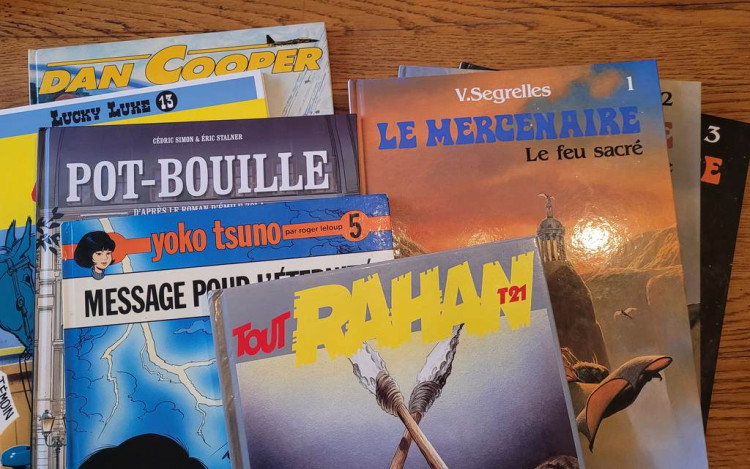 DAN COOPER
LUCKY LUKE 13
CÉDRIC SIMON & ÉRIC STALNER
POT-BOUILLE
D'APRÈS LE ROMAN D'ÉMILE ZOLA
yoko tsuno par roger leloup 5
MESSAGE POUR L'ÉTERNITÉ
TOUT RAHAN T21
V.SEGRELLES 1
LE MERCENAIRE
Le feu sacré
2
E
3
E
TÉMOIN